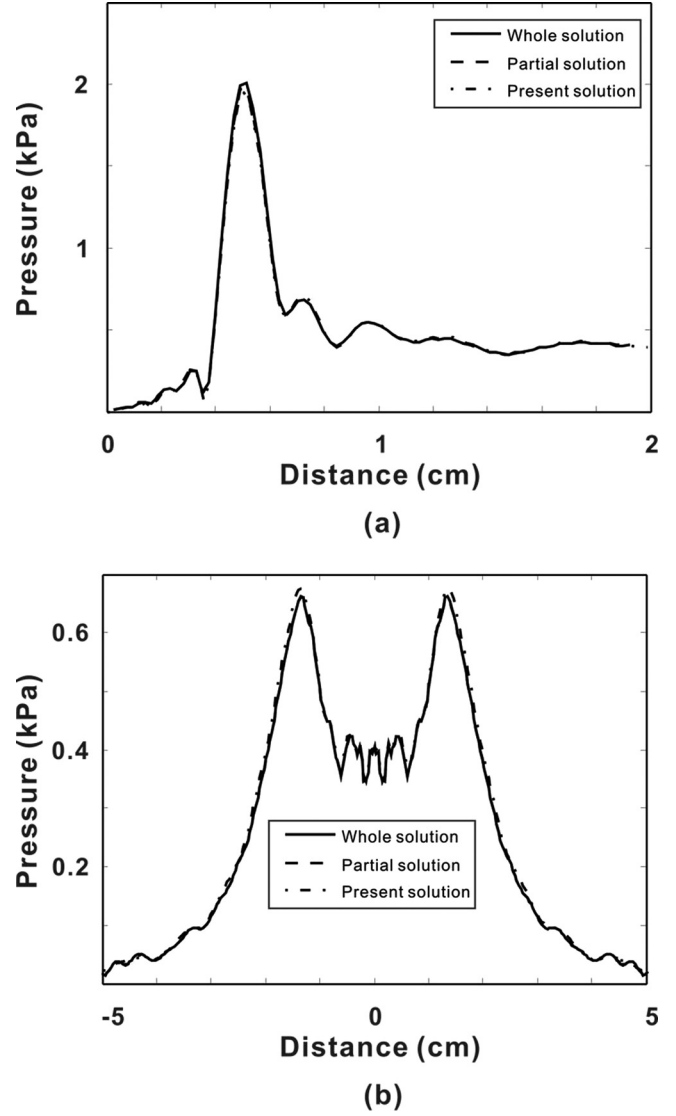 Whole solution
Partial solution
Present solution
2
1
Pressure (kPa)
0 1 2
Distance (cm)
(a)
0.6
0.4
0.2
Pressure (kPa)
Whole solution
Partial solution
Present solution
-5 0 5
Distance (cm)
(b)